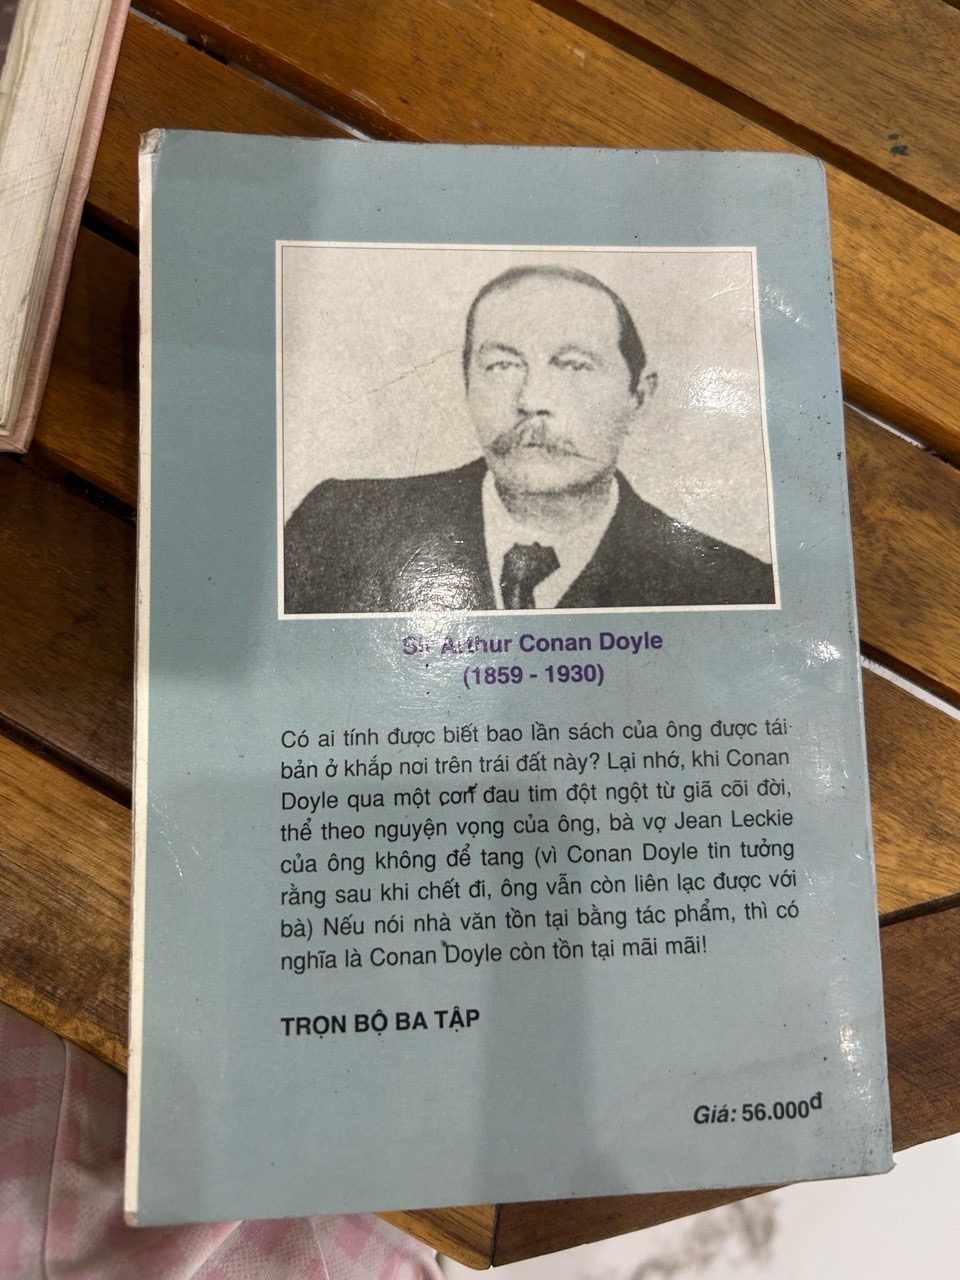 Sir Arthur Conan Doyle
(1859 - 1930)
Có ai tính được biết bao lần sách của ông được tái
bản ở khắp nơi trên trái đất này? Lại nhớ, khi Conan
Doyle qua một cơn đau tim đột ngột từ giã cõi đời,
thể theo nguyện vọng của ông, bà vợ Jean Leckie
của ông không để tang (vì Conan Doyle tin tưởng
rằng sau khi chết đi, ông vẫn còn liên lạc được với
bà) Nếu nói nhà văn tồn tại bằng tác phẩm, thì có
nghĩa là Conan Doyle còn tồn tại mãi mãi!
TRỌN BỘ BA TẬP
Giá: 56.000đ